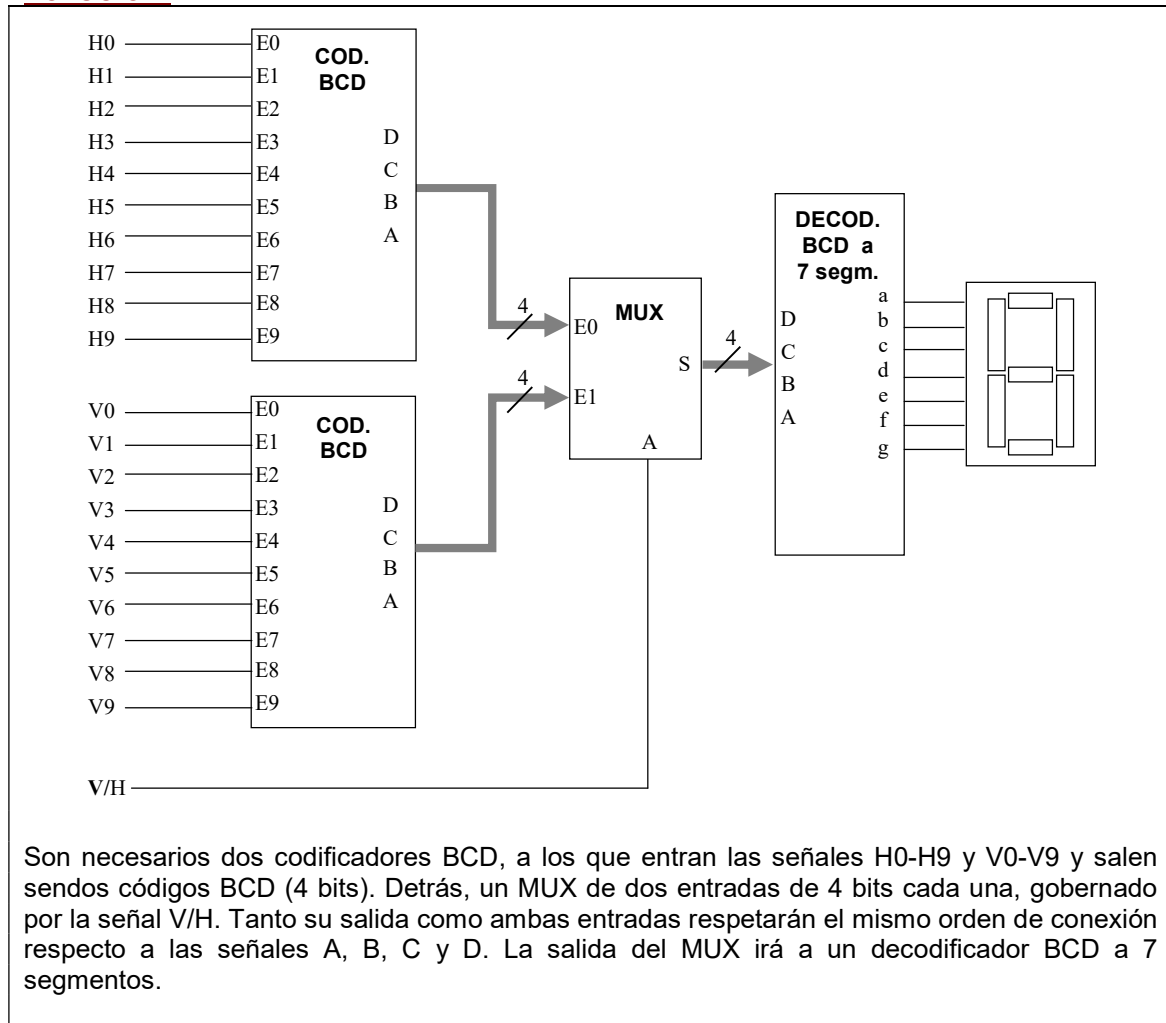 H0 E0 COD.
H1 E1 BCD
H2 E2
H3 E3 D
H4 E4 C
H5 E5 B
H6 E6 A
H7 E7
H8 E8
H9 E9
V0 E0 COD.
V1 E1 BCD
V2 E2
V3 E3 D
V4 E4 C
V5 E5 B
V6 E6 A
V7 E7
V8 E8
V9 E9
V/H
4
4
MUX
E0
E1
S
A
4
DECOD.
BCD a
7 segm.
D
C
B
A
a
b
c
d
e
f
g
Son necesarios dos codificadores BCD, a los que entran las señales H0-H9 y V0-V9 y salen
sendos códigos BCD (4 bits). Detrás, un MUX de dos entradas de 4 bits cada una, gobernado
por la señal V/H. Tanto su salida como ambas entradas respetarán el mismo orden de conexión
respecto a las señales A, B, C y D. La salida del MUX irá a un decodificador BCD a 7
segmentos.